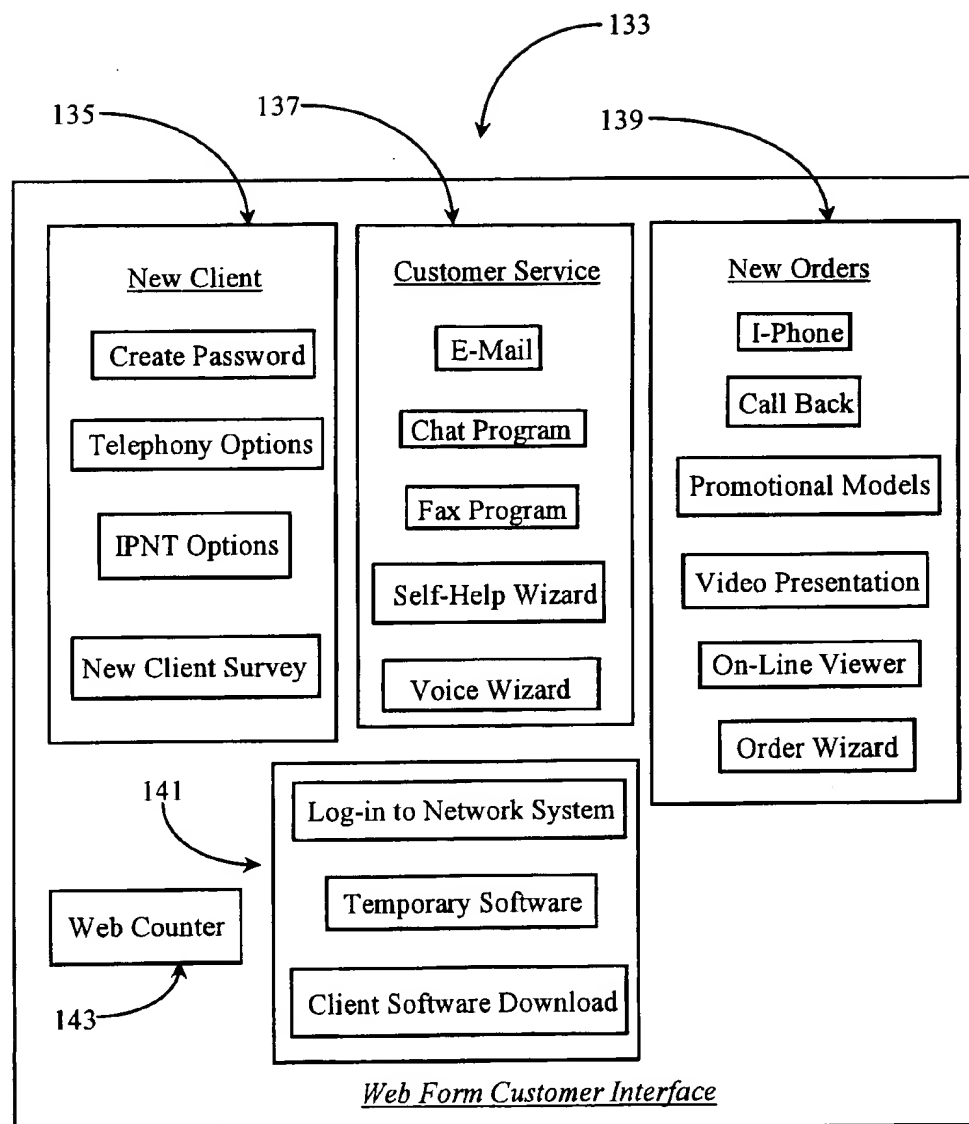 133
135
137
139
New Client
Create Password
Telephony Options
IPNT Options
New Client Survey
Customer Service
E-Mail
Chat Program
Fax Program
Self-Help Wizard
Voice Wizard
New Orders
I-Phone
Call Back
Promotional Models
Video Presentation
On-Line Viewer
Order Wizard
141
Log-in to Network System
Temporary Software
Client Software Download
Web Counter
143
Web Form Customer Interface